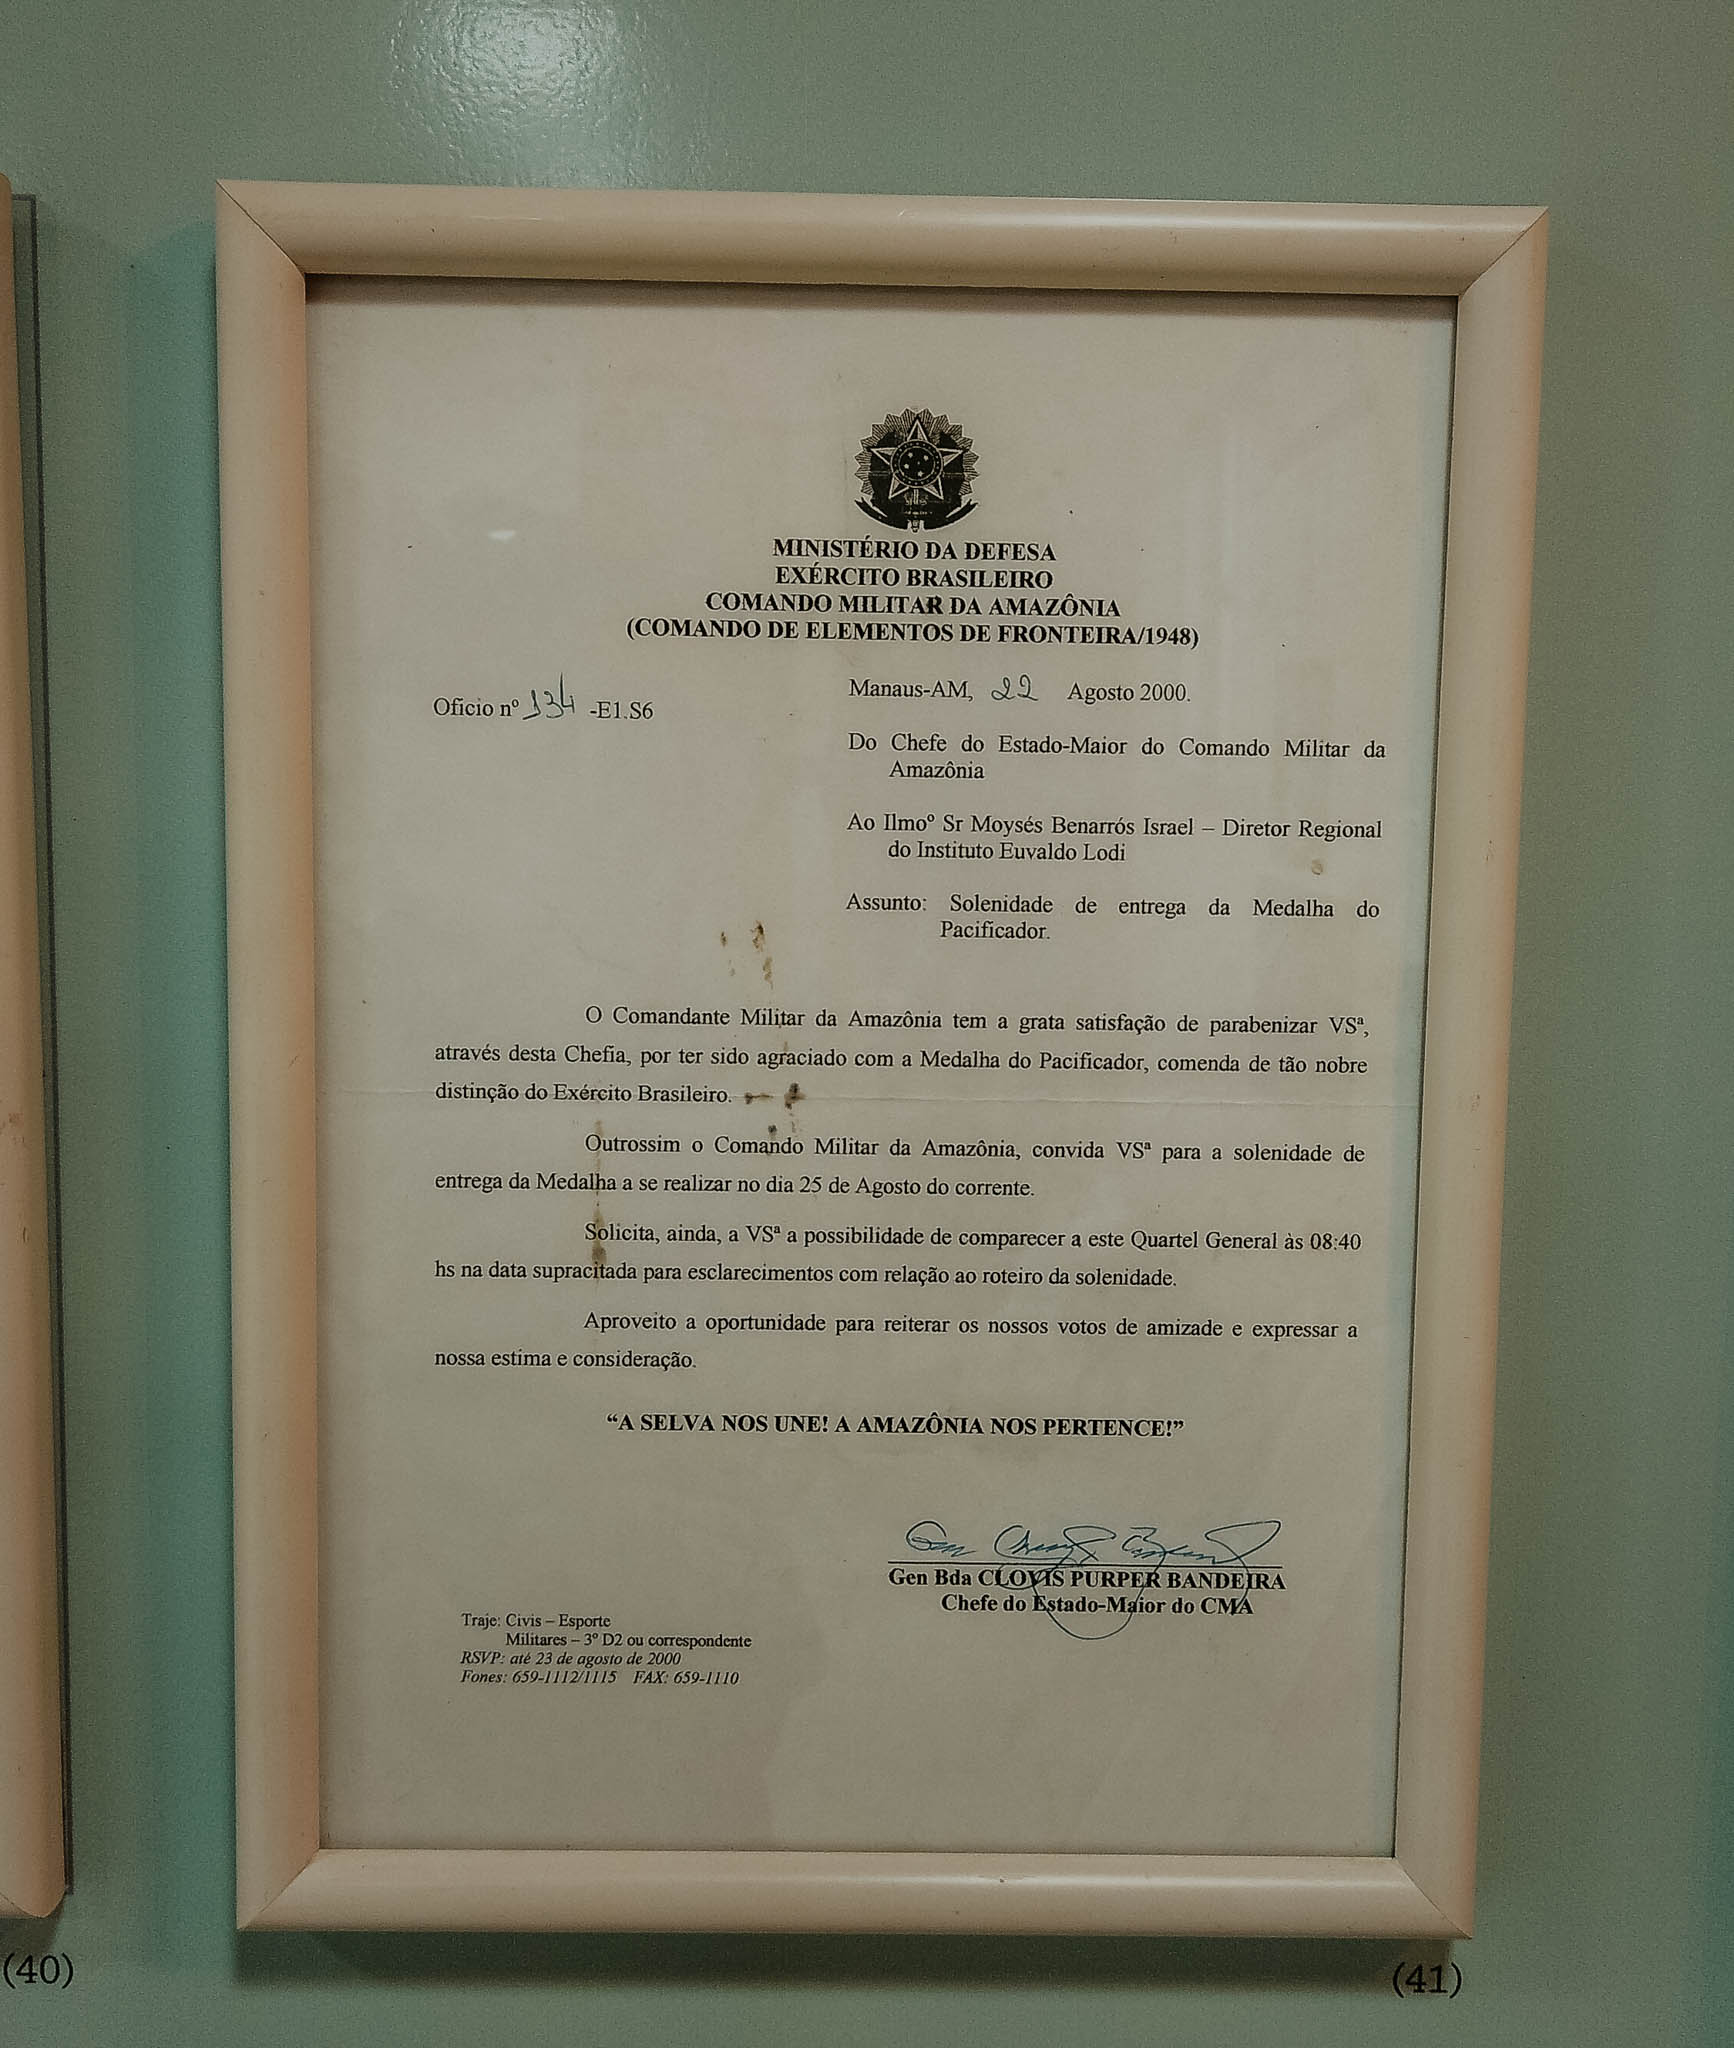 MINISTÉRIO DA DEFESA
EXÉRCITO BRASILEIRO
COMANDO MILITAR DA AMAZÔNIA
(COMANDO DE ELEMENTOS DE FRONTEIRA/1948)
Manaus-AM, 22 Agosto 2000.
Oficio nº 134 -E1.S6
Do Chefe do Estado-Maior do Comando Militar da
Amazônia
Ao Ilmoº Sr Moysés Benarrós Israel – Diretor Regional
do Instituto Euvaldo Lodi
Assunto: Solenidade de entrega da Medalha do
Pacificador.
O Comandante Militar da Amazônia tem a grata satisfação de parabenizar VSª,
através desta Chefia, por ter sido agraciado com a Medalha do Pacificador, comenda de tão nobre
distinção do Exército Brasileiro.
Outrossim o Comando Militar da Amazônia, convida VSª para a solenidade de
entrega da Medalha a se realizar no dia 25 de Agosto do corrente.
Solicita, ainda, a VSª a possibilidade de comparecer a este Quartel General às 08:40
hs na data supracitada para esclarecimentos com relação ao roteiro da solenidade.
Aproveito a oportunidade para reiterar os nossos votos de amizade e expressar a
nossa estima e consideração.
“A SELVA NOS UNE! A AMAZÔNIA NOS PERTENCE!”
Gen Bda CLOVIS PURPER BANDEIRA
Chefe do Estado-Maior do CMA
Traje: Civis – Esporte
Militares – 3º D2 ou correspondente
RSVP: até 23 de agosto de 2000
Fones: 659-1112/1115 FAX: 659-1110
(40)
(41)